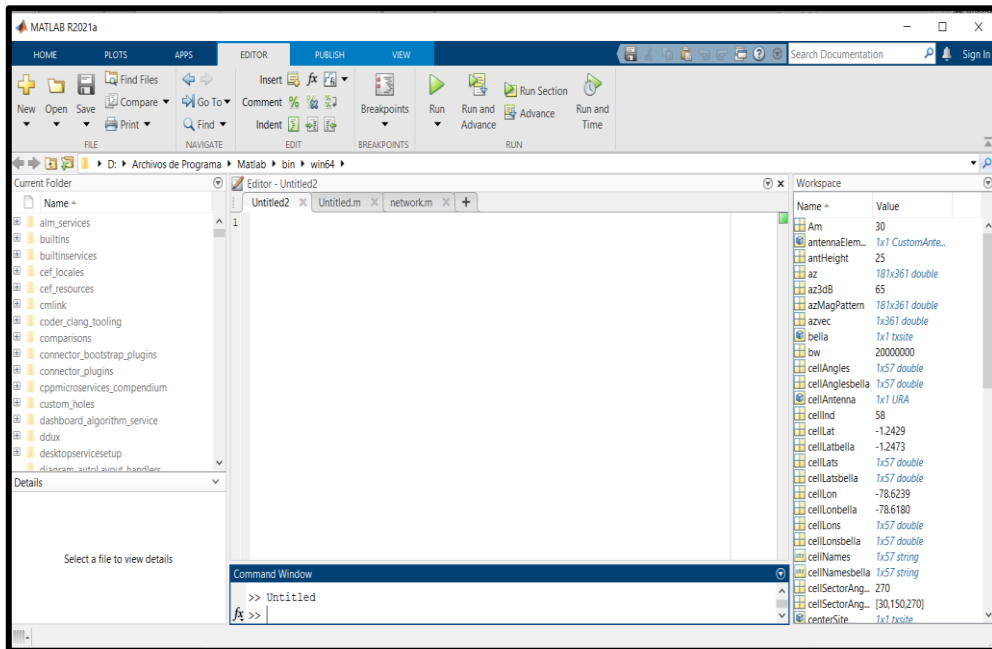 MATLAB R2021a
HOME PLOTS APPS EDITOR PUBLISH VIEW
Search Documentation
Sign In
New
Open
Save
Find Files
Compare
Print
FILE
Go To
Find
NAVIGATE
Insert
Comment
Indent
EDIT
Breakpoints
BREAKPOINTS
Run
Run and Advance
Run Section
Advance
Run and Time
RUN
D: Archivos de Programa Matlab bin win64
Current Folder
Name
alm_services
builtins
builtinservices
cef_locales
cef_resources
cmlink
coder_clang_tooling
comparisons
connector_bootstrap_plugins
connector_plugins
cppmicroservices_compendium
custom_holes
dashboard_algorithm_service
ddux
desktopservicesetup
diagram_autoLayout_handlers
Details
Select a file to view details
Editor - Untitled2
Untitled2 Untitled.m network.m +
1
Command Window
>> Untitled
fx >>
Workspace
Name Value
Am 30
antennaElem... 1x1 CustomAnte...
antHeight 25
az 181x361 double
az3dB 65
azMagPattern 181x361 double
azvec 1x361 double
bella 1x1 txsite
bw 20000000
cellAngles 1x57 double
cellAnglesbella 1x57 double
cellAntenna 1x1 URA
cellInd 58
cellLat -1.2429
cellLatbella -1.2473
cellLats 1x57 double
cellLatsbella 1x57 double
cellLon -78.6239
cellLonbella -78.6180
cellLons 1x57 double
cellLonsbella 1x57 double
cellNames 1x57 string
cellNamesbella 1x57 string
cellSectorAng... 270
cellSectorAng... [30,150,270]
centerSite 1x1 txsite